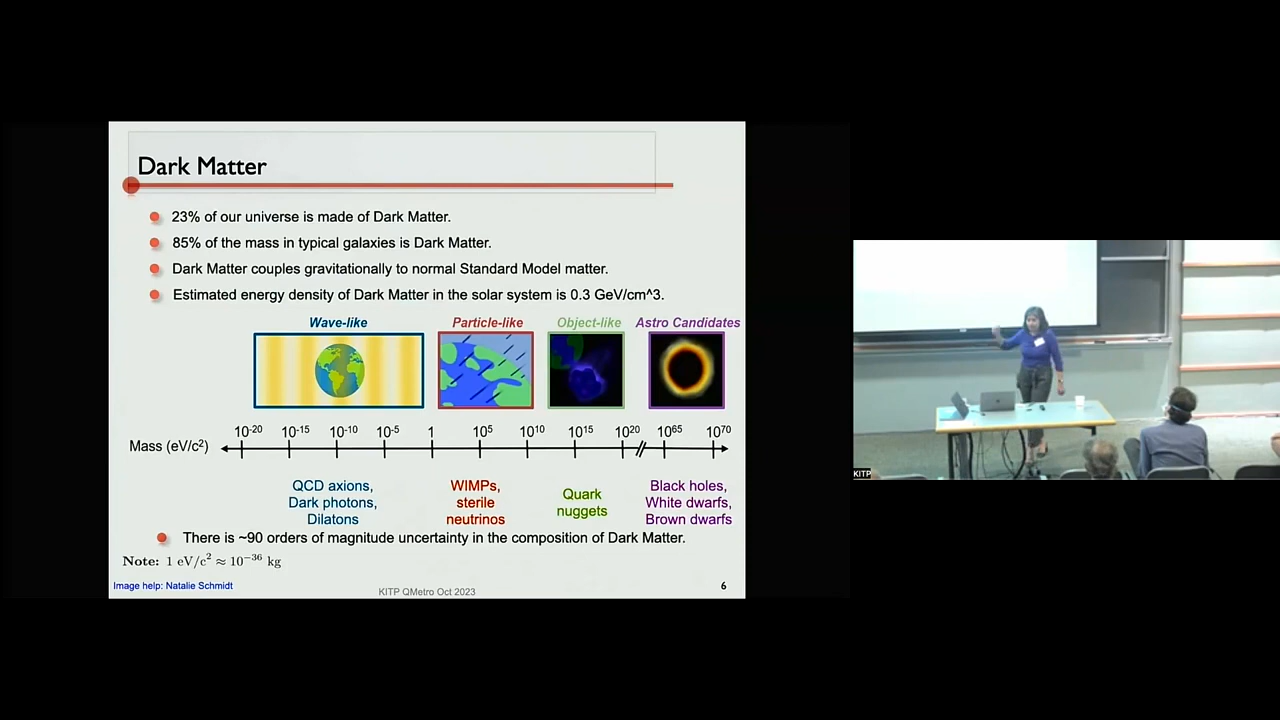 Dark Matter
23% of our universe is made of Dark Matter.
85% of the mass in typical galaxies is Dark Matter.
Dark Matter couples gravitationally to normal Standard Model matter.
Estimated energy density of Dark Matter in the solar system is 0.3 GeV/cm^3.
Wave-like Particle-like Object-like Astro Candidates
10⁻²⁰ 10⁻¹⁵ 10⁻¹⁰ 10⁻⁵ 1 10⁵ 10¹⁰ 10¹⁵ 10²⁰ 10⁶⁵ 10⁷⁰
Mass (eV/c²)
QCD axions,
Dark photons,
Dilatons
WIMPs,
sterile
neutrinos
Quark
nuggets
Black holes,
White dwarfs,
Brown dwarfs
There is ~90 orders of magnitude uncertainty in the composition of Dark Matter.
Note: 1 eV/c² ≈ 10⁻³⁶ kg
Image help: Natalie Schmidt
KITP QMetro Oct 2023
6
KITP